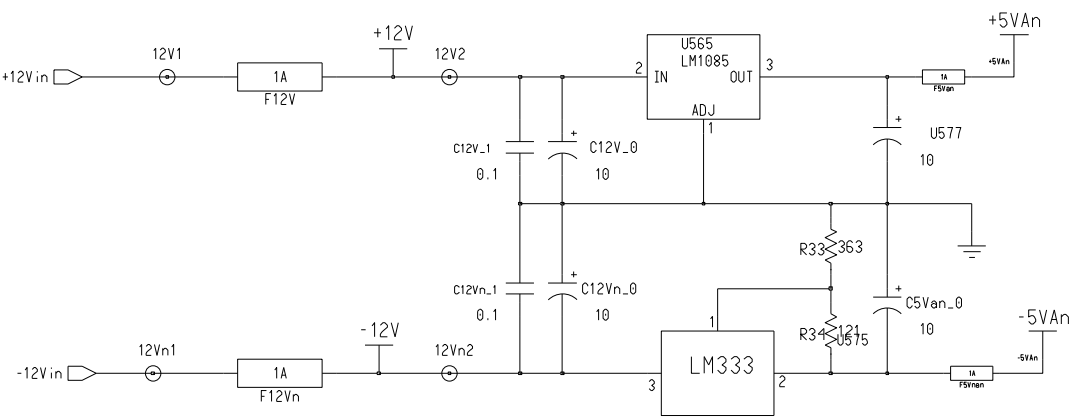 +5VAn
+12V
U565
LM1085
12V1
12V2
+5VAn
+12Vin
1A
2
IN
OUT
3
1A
F12V
F5Van
ADJ
1
+
+
U577
C12V_1
C12V_0
10
0.1
10
R33
363
+
+
C12Vn_1
C12Vn_0
C5Van_0
0.1
10
1
R34
121
U575
10
-5VAn
-12V
12Vn1
12Vn2
LM333
-5VAn
-12Vin
1A
3
2
1A
F12Vn
F5Vnan